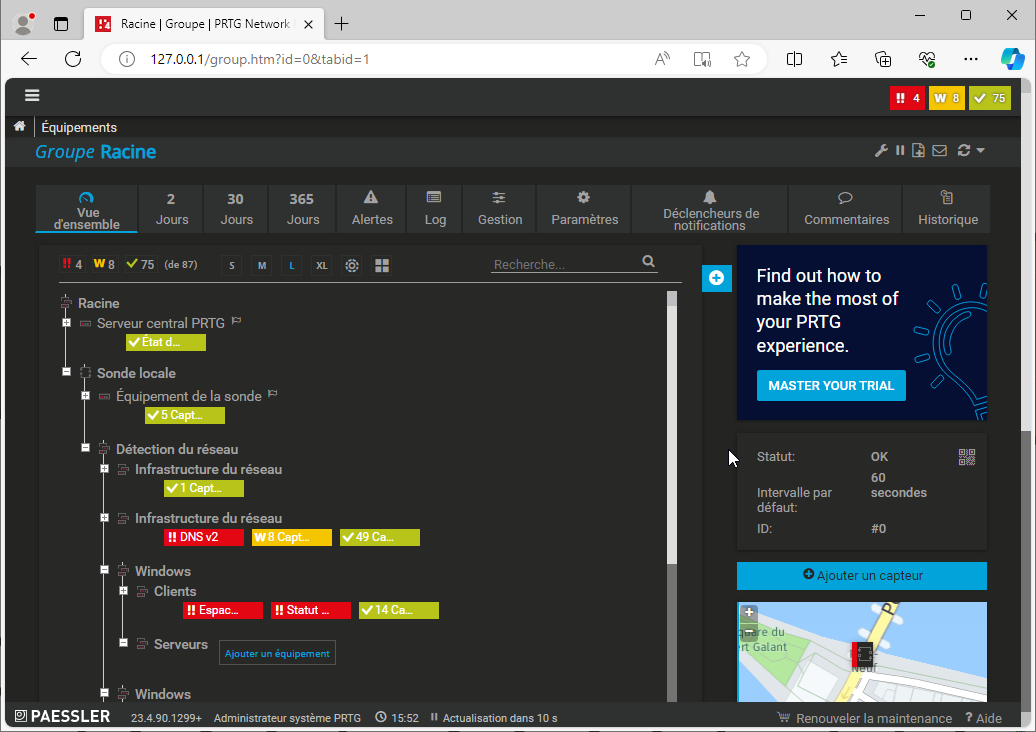 Racine | Groupe | PRTG Network
127.0.0.1/group.htm?id=0&tabid=1
4 W 8 75
Équipements
Groupe Racine
Vue d'ensemble
2 Jours
30 Jours
365 Jours
Alertes
Log
Gestion
Paramètres
Déclencheurs de notifications
Commentaires
Historique
!! 4 W 8 75 (de 87) S M L XL Recherche...
Racine
Serveur central PRTG
État d...
Sonde locale
Équipement de la sonde
5 Capt...
Détection du réseau
Infrastructure du réseau
1 Capt...
Infrastructure du réseau
!! DNS v2 W 8 Capt... 49 Ca...
Windows
Clients
!! Espac... !! Statut ... 14 Ca...
Serveurs Ajouter un équipement
Windows
Find out how to
make the most of
your PRTG
experience.
MASTER YOUR TRIAL
Statut: OK
Intervalle par défaut: 60 secondes
ID: #0
Ajouter un capteur
ert Galant
Neuf
PAESSLER 23.4.90.1299+ Administrateur système PRTG 15:52 Actualisation dans 10 s Renouveler la maintenance ? Aide